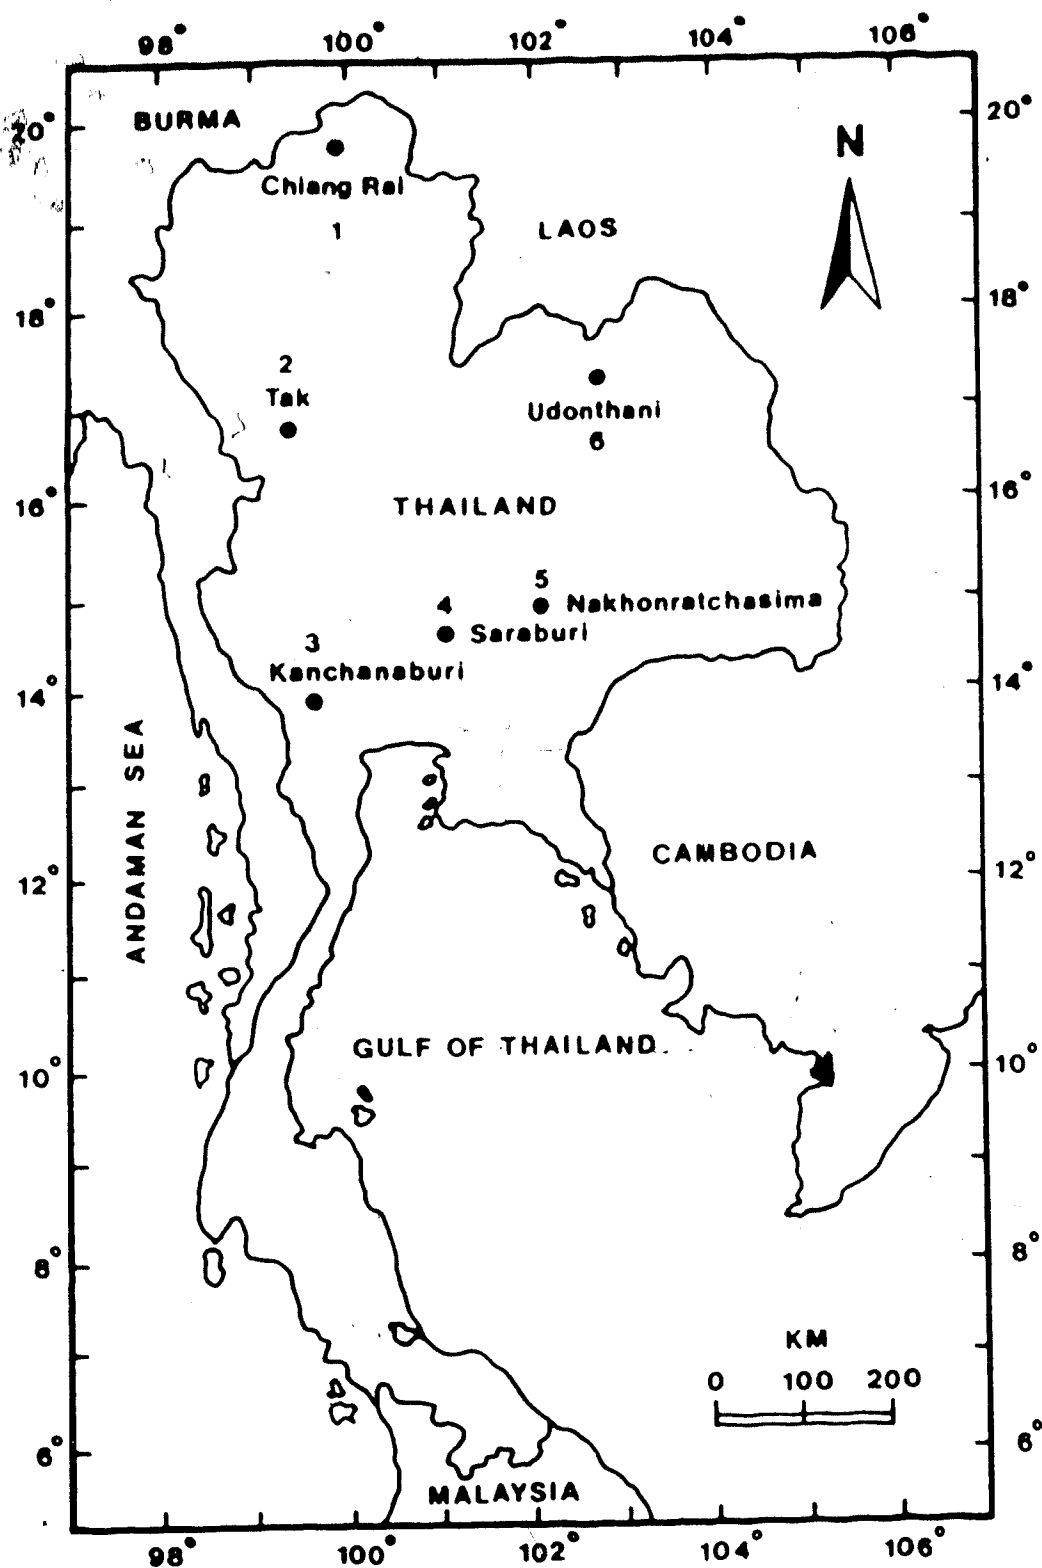 98° 100° 102° 104° 106°
20° BURMA 20°
N
Chiang Rai
1 LAOS
18° 18°
2
Tak
Udonthani
6
16° THAILAND 16°
5
4 Nakhonratchasima
Saraburi
3
Kanchanaburi
14° 14°
ANDAMAN SEA
CAMBODIA
12° 12°
GULF OF THAILAND
10° 10°
8° 8°
KM
0 100 200
6° 6°
MALAYSIA
98° 100° 102° 104° 106°